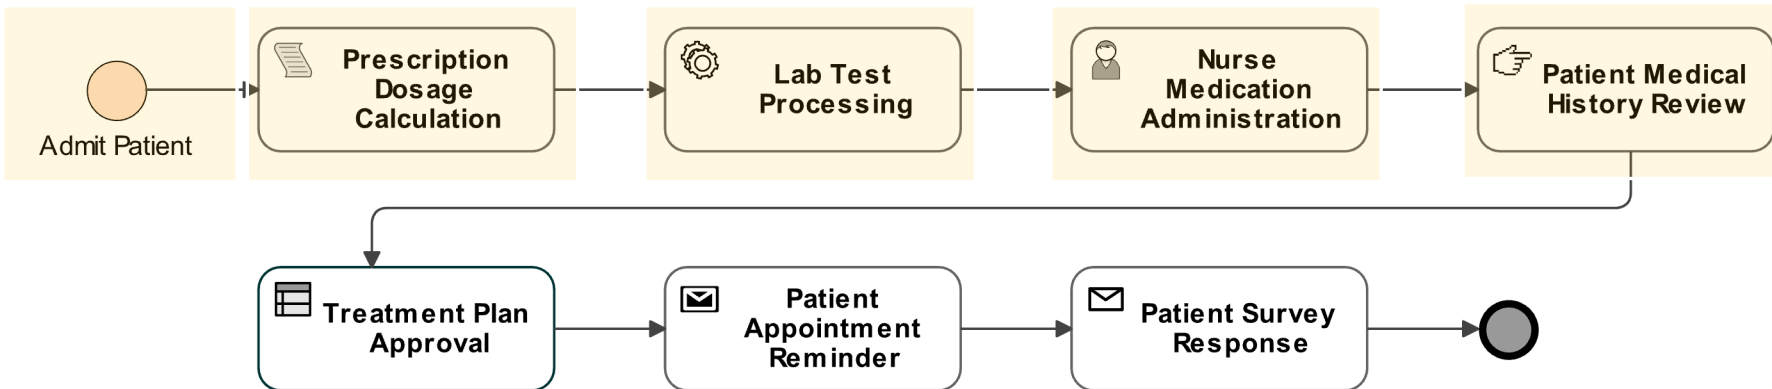 Admit Patient
Prescription
Dosage
Calculation
Lab Test
Processing
Nurse
Medication
Administration
Patient Medical
History Review
Treatment Plan
Approval
Patient
Appointment
Reminder
Patient Survey
Response